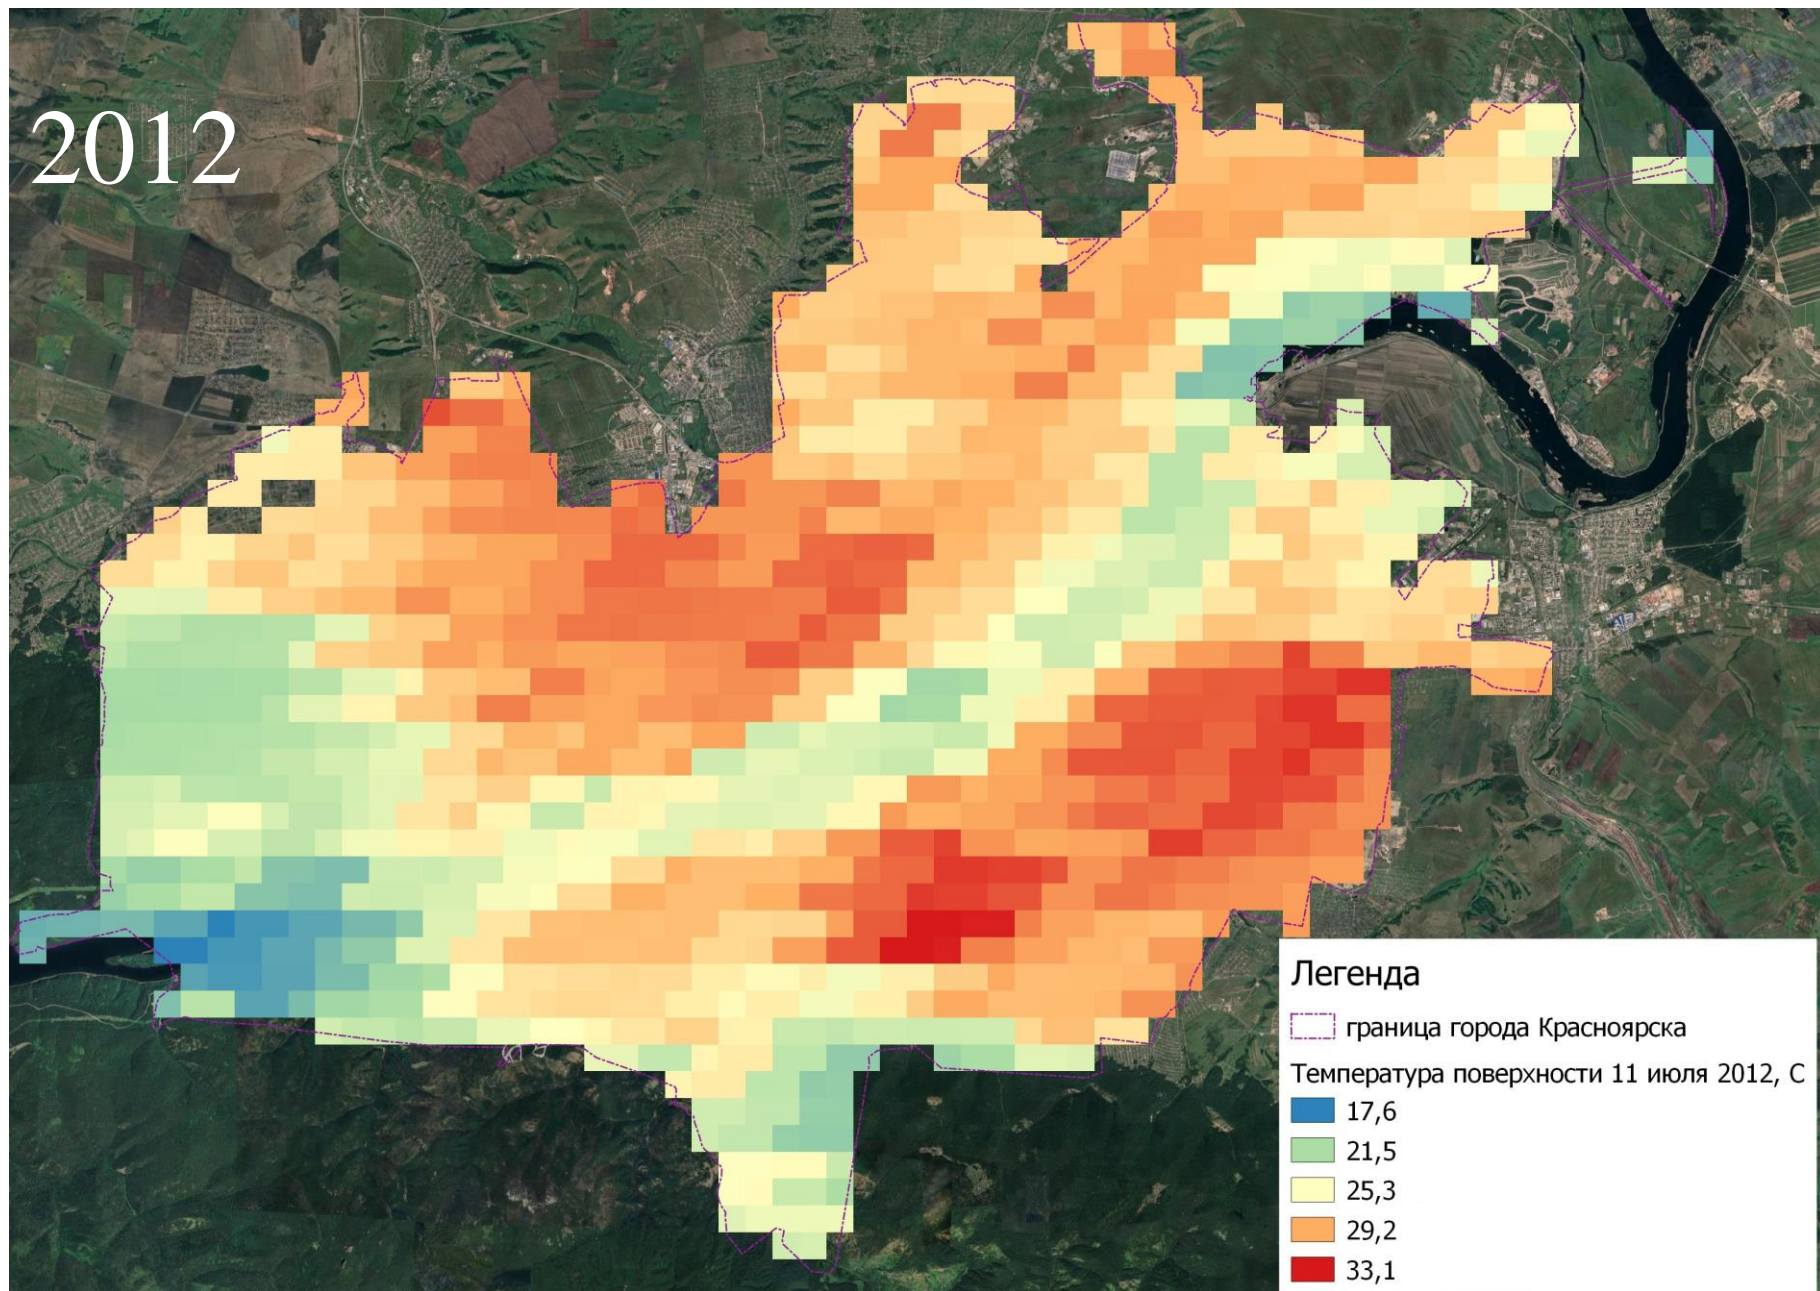 2012
Легенда
граница города Красноярска
Температура поверхности 11 июля 2012, С
17,6
21,5
25,3
29,2
33,1